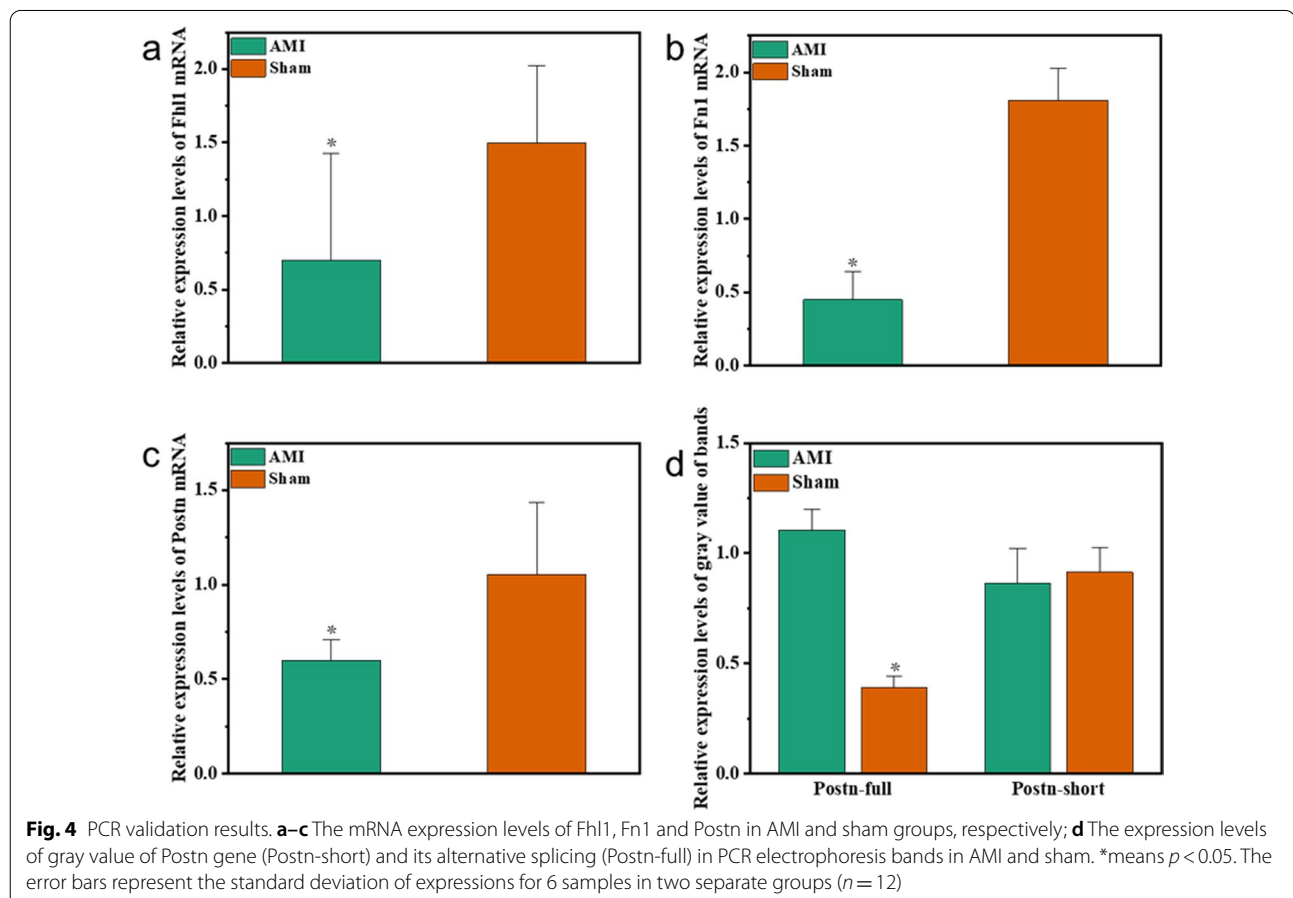 a
AMI
Sham
Relative expression levels of Fhl1 mRNA
2.0
1.5
1.0
0.5
0.0
*
b
AMI
Sham
Relative expression levels of Fn1 mRNA
2.0
1.5
1.0
0.5
0.0
*
c
AMI
Sham
Relative expression levels of Postn mRNA
1.5
1.0
0.5
0.0
*
d
AMI
Sham
Relative expression levels of gray value of bands
1.5
1.0
0.5
0.0
*
Postn-full Postn-short
Fig. 4 PCR validation results. a–c The mRNA expression levels of Fhl1, Fn1 and Postn in AMI and sham groups, respectively; d The expression levels
of gray value of Postn gene (Postn-short) and its alternative splicing (Postn-full) in PCR electrophoresis bands in AMI and sham. *means p < 0.05. The
error bars represent the standard deviation of expressions for 6 samples in two separate groups (n = 12)